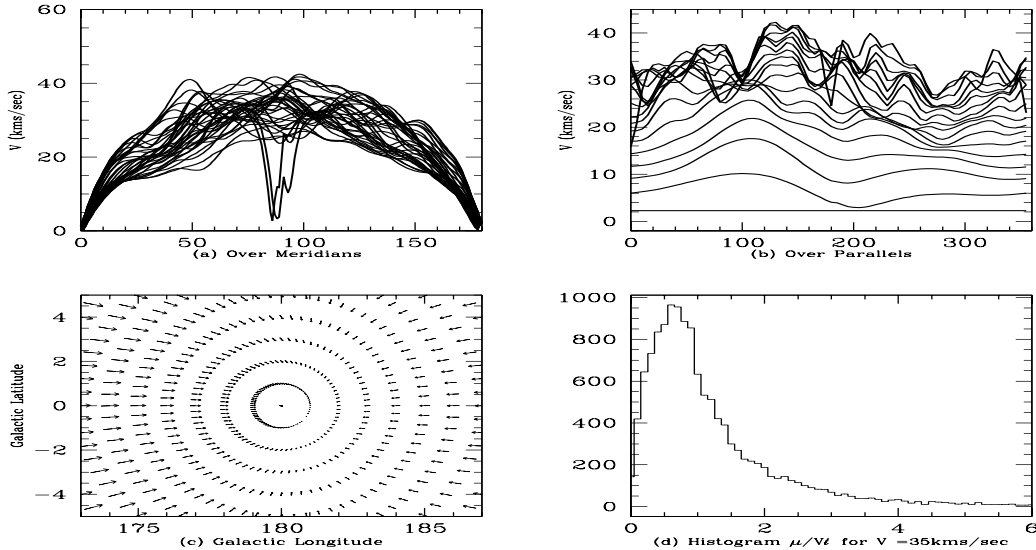 60
40
20
0
V (kms/sec)
0 50 100 150
(a) Over Meridians
40
30
20
10
0
V (kms/sec)
0 100 200 300
(b) Over Parallels
4
2
0
−2
−4
Galactic Latitude
175 180 185
(c) Galactic Longitude
1000
800
600
400
200
0
0 2 4 6
(d) Histogram μ/Vℓ for V =35kms/sec